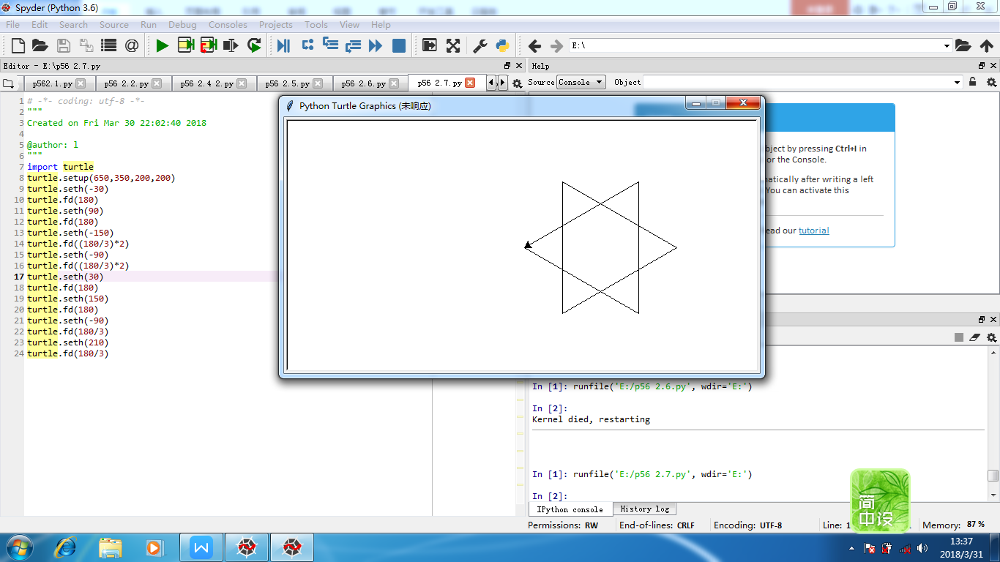 Spyder (Python 3.6)
File Edit Search Source Run Debug Consoles Projects Tools View Help
E:\
Editor - E:\p56 2.7.py
Help
p562.1.py p56 2.2.py p56 2.4 2.py p56 2.5.py p56 2.6.py p56 2.7.py
Source Console Object
Python Turtle Graphics (未响应)
1 # -*- coding: utf-8 -*-
2 """
3 Created on Fri Mar 30 22:02:40 2018
4
5 @author: l
6 """
7 import turtle
8 turtle.setup(650,350,200,200)
9 turtle.seth(-30)
10 turtle.fd(180)
11 turtle.seth(90)
12 turtle.fd(180)
13 turtle.seth(-150)
14 turtle.fd((180/3)*2)
15 turtle.seth(-90)
16 turtle.fd((180/3)*2)
17 turtle.seth(30)
18 turtle.fd(180)
19 turtle.seth(150)
20 turtle.fd(180)
21 turtle.seth(-90)
22 turtle.fd(180/3)
23 turtle.seth(210)
24 turtle.fd(180/3)
bject by pressing Ctrl+I in
or the Console.
matically after writing a left
You can activate this
ead our tutorial
In [1]: runfile('E:/p56 2.6.py', wdir='E:')
In [2]:
Kernel died, restarting
In [1]: runfile('E:/p56 2.7.py', wdir='E:')
In [2]:
IPython console History log
简
中设
Permissions: RW End-of-lines: CRLF Encoding: UTF-8 Line: 1 Memory: 87 %
13:37
2018/3/31